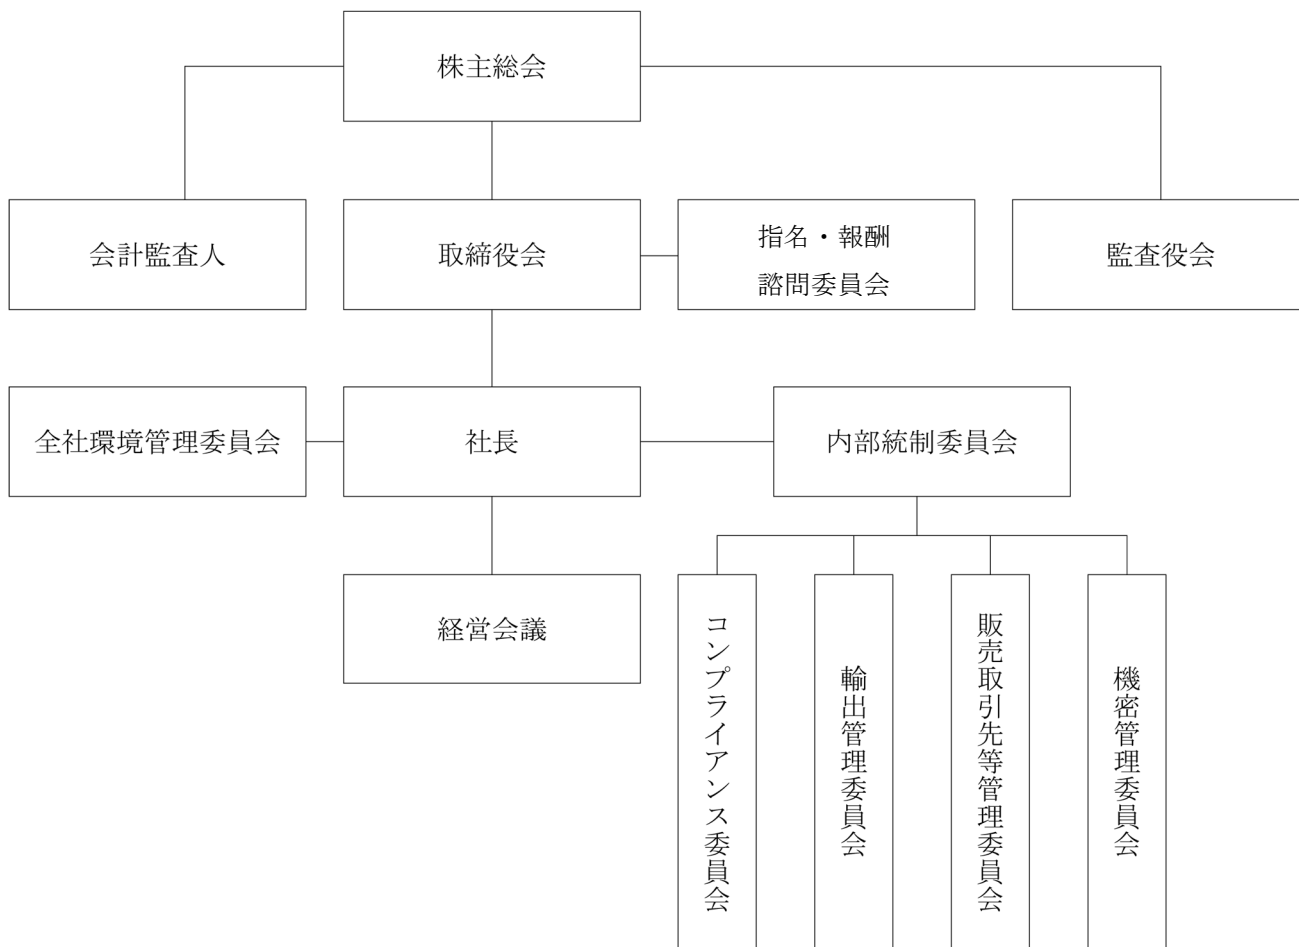 株主総会
会計監査人
取締役会
指名・報酬
諮問委員会
監査役会
全社環境管理委員会
社長
内部統制委員会
経営会議
コンプライアンス委員会
輸出管理委員会
販売取引先等管理委員会
機密管理委員会